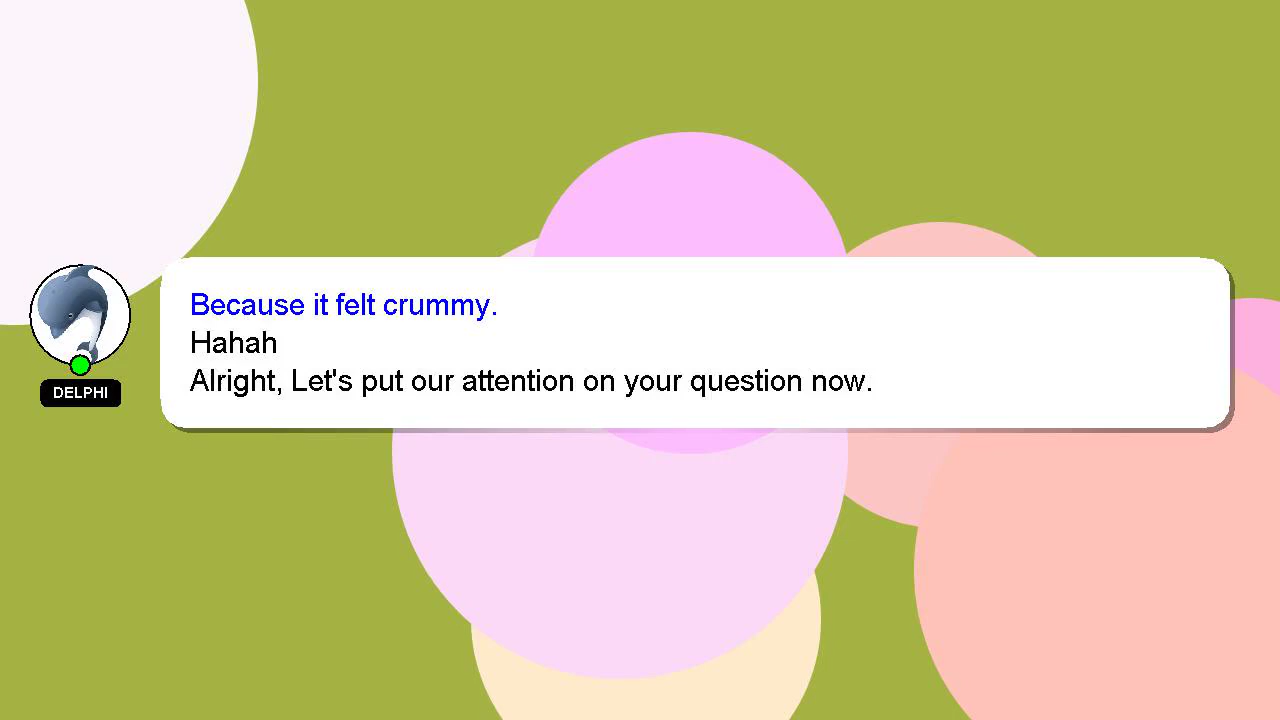 Because it felt crummy.
Hahah
Alright, Let's put our attention on your question now.
DELPHI